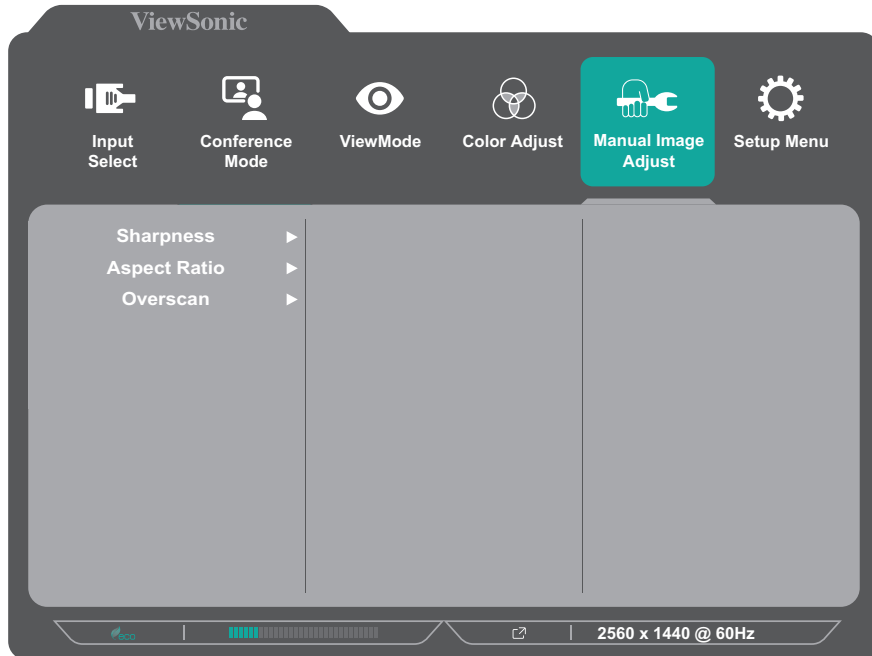 ViewSonic
Input
Select
Conference
Mode
ViewMode
Color Adjust
Manual Image
Adjust
Setup Menu
Sharpness
Aspect Ratio
Overscan
eco
2560 x 1440 @ 60Hz